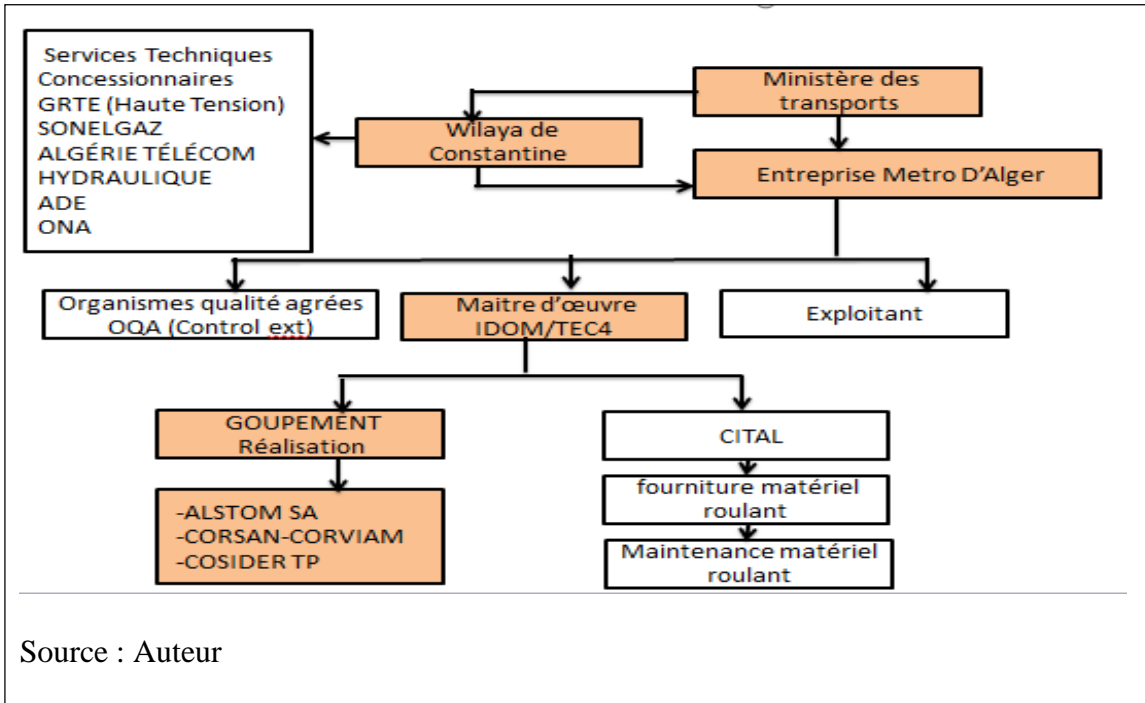 Services Techniques
Concessionnaires
GRTE (Haute Tension)
SONELGAZ
ALGÉRIE TÉLÉCOM
HYDRAULIQUE
ADE
ONA
Ministère des
transports
Wilaya de
Constantine
Entreprise Metro D’Alger
Organismes qualité agrées
OQA (Control ext)
Maitre d’œuvre
IDOM/TEC4
Exploitant
GOUPEMENT
Réalisation
CITAL
-ALSTOM SA
-CORSAN-CORVIAM
-COSIDER TP
fourniture matériel
roulant
Maintenance matériel
roulant
Source : Auteur